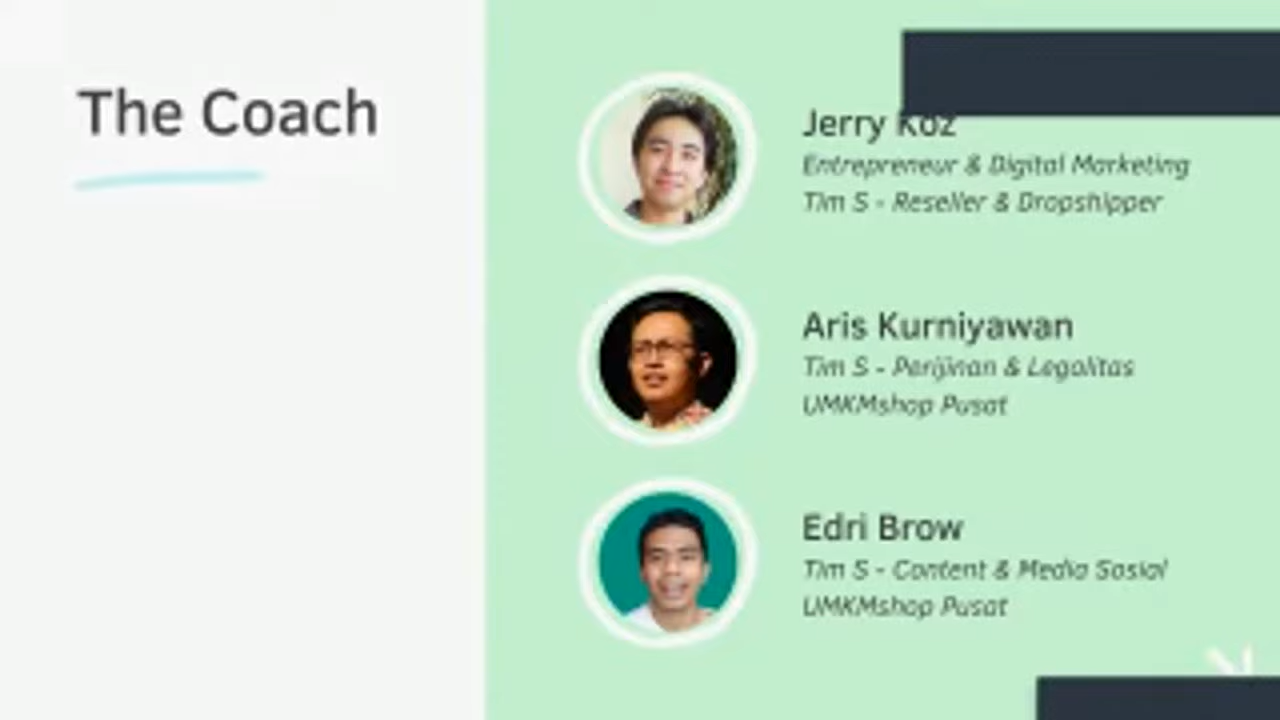 The Coach
Jerry Koz
Entrepreneur & Digital Marketing
Tim S - Reseller & Dropshipper
Aris Kurniyawan
Tim S - Perijinan & Legalitas
UMKMshop Pusat
Edri Brow
Tim S - Content & Media Sosial
UMKMshop Pusat